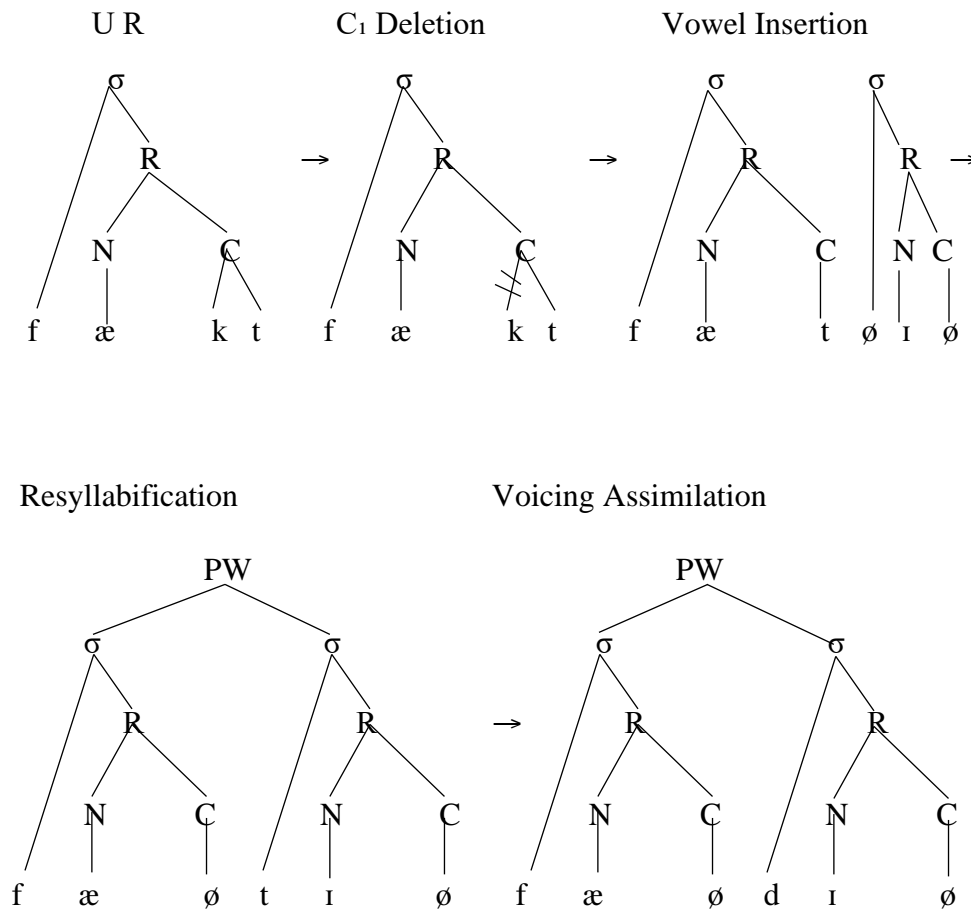 U R C₁ Deletion Vowel Insertion
σ σ σ σ
R → R → R R →
N C N C N C N C
f æ k t f æ k t f æ t ø ɪ ø
Resyllabification Voicing Assimilation
PW PW
σ σ σ σ
R R → R R
N C N C N C N C
f æ ø t ɪ ø f æ ø d ɪ ø